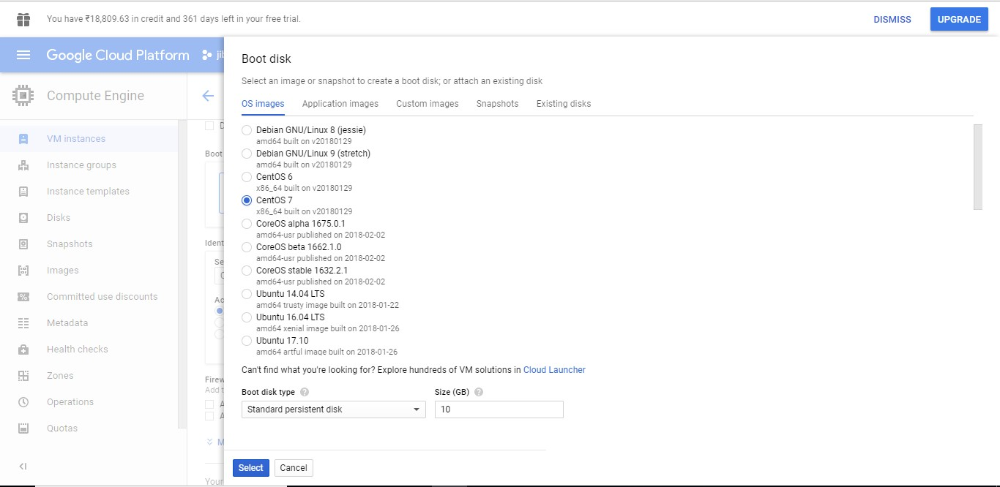 You have ₹18,809.63 in credit and 361 days left in your free trial.
DISMISS
UPGRADE
Google Cloud Platform
Compute Engine
VM instances
Instance groups
Instance templates
Disks
Snapshots
Images
Committed use discounts
Metadata
Health checks
Zones
Operations
Quotas
Boot
Your
Boot disk
Select an image or snapshot to create a boot disk; or attach an existing disk
OS images
Application images
Custom images
Snapshots
Existing disks
Debian GNU/Linux 8 (jessie)
amd64 built on v20180129
Debian GNU/Linux 9 (stretch)
amd64 built on v20180129
CentOS 6
x86_64 built on v20180129
CentOS 7
x86_64 built on v20180129
CoreOS alpha 1675.0.1
amd64-usr published on 2018-02-02
CoreOS beta 1662.1.0
amd64-usr published on 2018-02-02
CoreOS stable 1632.2.1
amd64-usr published on 2018-02-02
Ubuntu 14.04 LTS
amd64 trusty image built on 2018-01-22
Ubuntu 16.04 LTS
amd64 xenial image built on 2018-01-26
Ubuntu 17.10
amd64 artful image built on 2018-01-26
Can't find what you're looking for? Explore hundreds of VM solutions in Cloud Launcher
Boot disk type
Size (GB)
Standard persistent disk
10
Select
Cancel